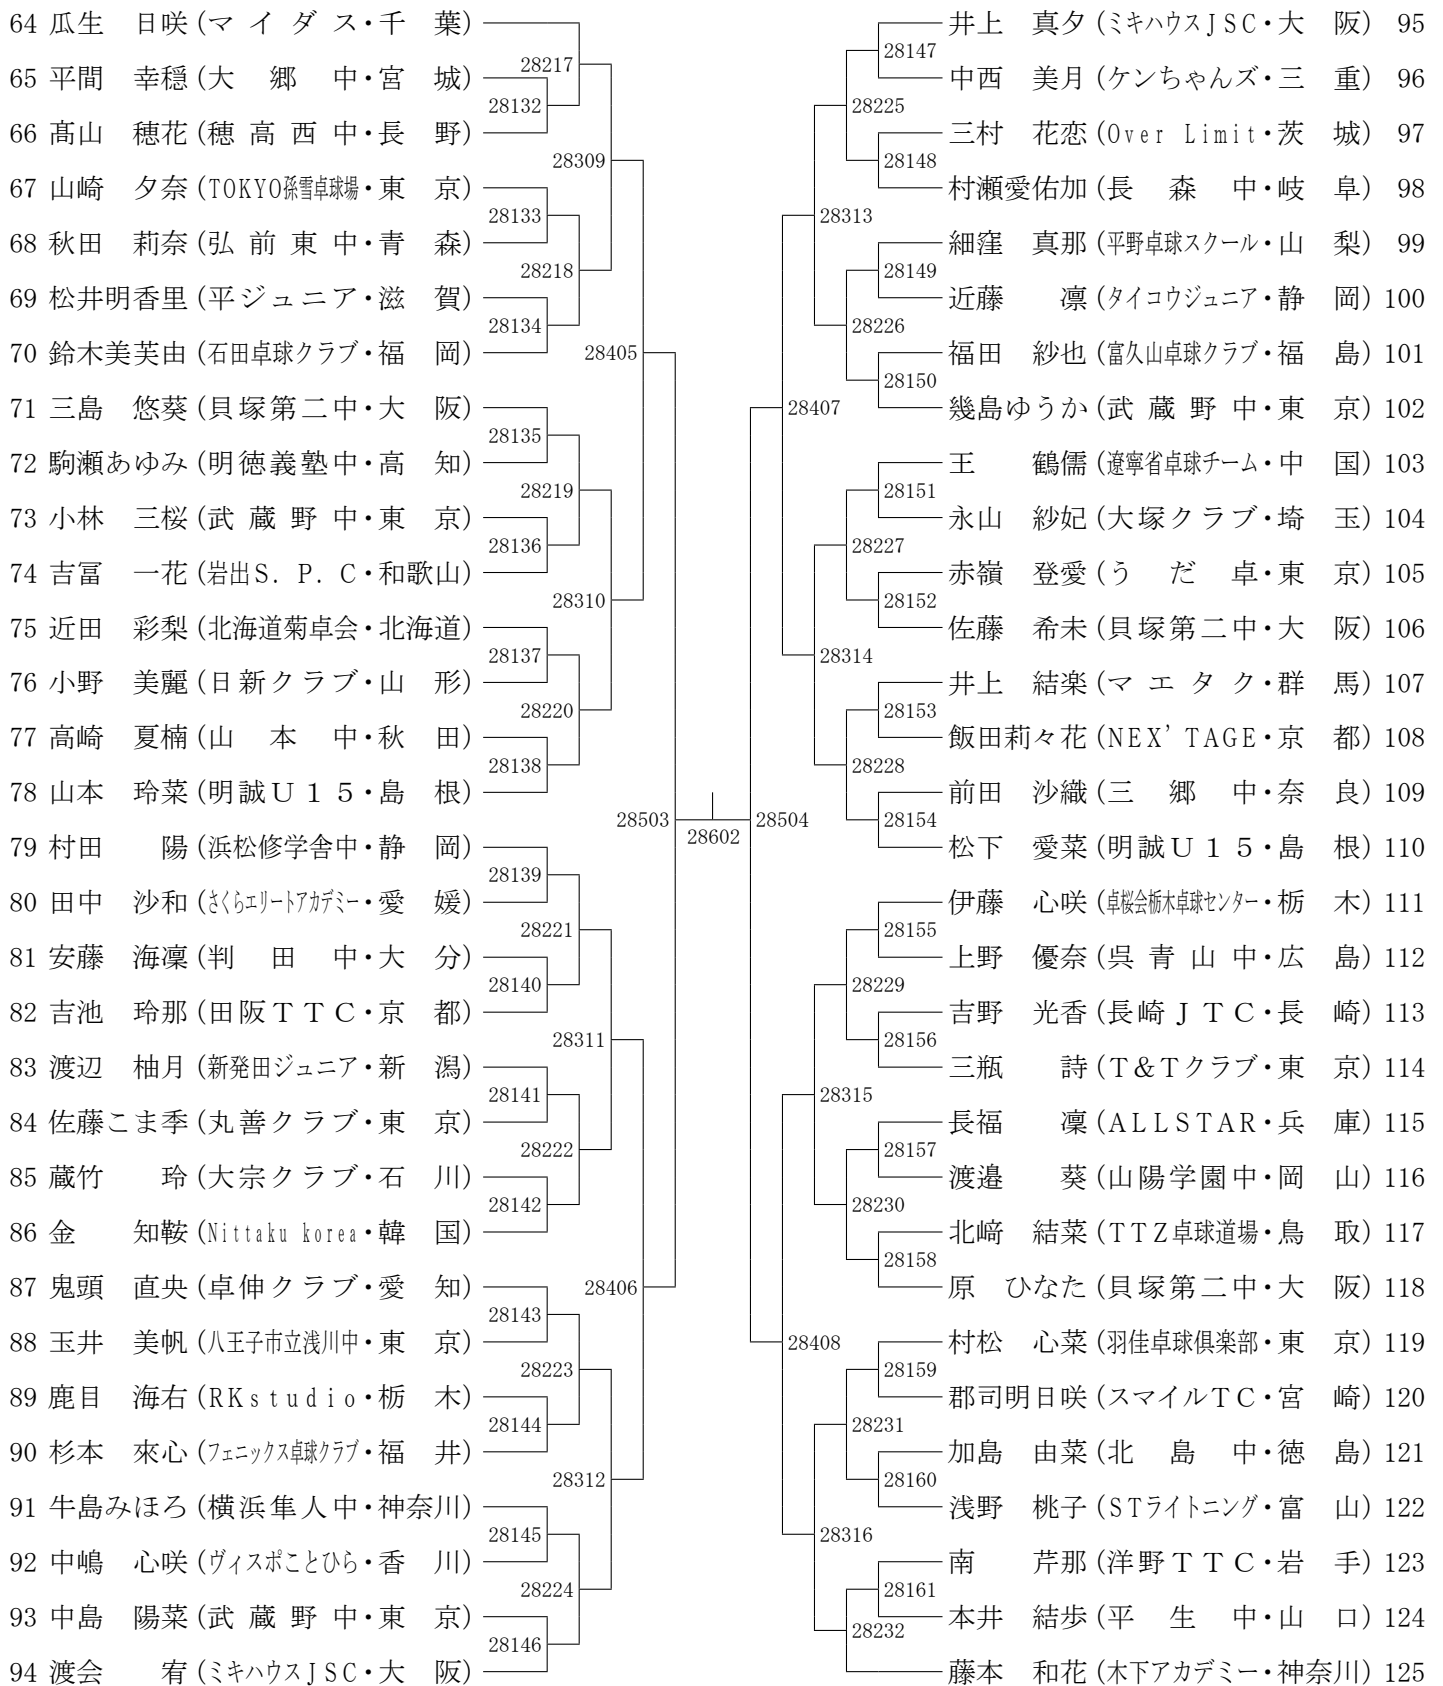 64 瓜生　日咲 (マイダス・千　葉)
28217
65 平間　幸穏 (大郷中・宮　城)
28132
66 髙山　穂花 (穂高西中・長　野)
28309
67 山崎　夕奈 (TOKYO孫雪卓球場・東　京)
28133
68 秋田　莉奈 (弘前東中・青　森)
28218
69 松井明香里 (平ジュニア・滋　賀)
28134
70 鈴木美芙由 (石田卓球クラブ・福　岡)
28405
71 三島　悠葵 (貝塚第二中・大　阪)
28135
72 駒瀬あゆみ (明徳義塾中・高　知)
28219
73 小林　三桜 (武蔵野中・東　京)
28136
74 吉冨　一花 (岩出S. P. C・和歌山)
28310
75 近田　彩梨 (北海道菊卓会・北海道)
28137
76 小野　美麗 (日新クラブ・山　形)
28220
77 高崎　夏楠 (山本中・秋　田)
28138
78 山本　玲菜 (明誠U15・島　根)
28503
79 村田　陽 (浜松修学舎中・静　岡)
28139
80 田中　沙和 (さくらエリートアカデミー・愛　媛)
28221
81 安藤　海凜 (判田中・大　分)
28140
82 吉池　玲那 (田阪TTC・京　都)
28311
83 渡辺　柚月 (新発田ジュニア・新　潟)
28141
84 佐藤こま季 (丸善クラブ・東　京)
28222
85 蔵竹　玲 (大宗クラブ・石　川)
28142
86 金　知鞍 (Nittaku korea・韓　国)
28406
87 鬼頭　直央 (卓伸クラブ・愛　知)
28143
88 玉井　美帆 (八王子市立浅川中・東　京)
28223
89 鹿目　海右 (RKstudio・栃　木)
28144
90 杉本　來心 (フェニックス卓球クラブ・福　井)
28312
91 牛島みほろ (横浜隼人中・神奈川)
28145
92 中嶋　心咲 (ヴィスポことひら・香　川)
28224
93 中島　陽菜 (武蔵野中・東　京)
28146
94 渡会　宥 (ミキハウスJSC・大　阪)
28602
井上　真夕 (ミキハウスJSC・大　阪) 95
28147
中西　美月 (ケンちゃんズ・三　重) 96
28225
三村　花恋 (Over Limit・茨　城) 97
28148
村瀬愛佑加 (長森中・岐　阜) 98
28313
細窪　真那 (平野卓球スクール・山　梨) 99
28149
近藤　凛 (タイコウジュニア・静　岡) 100
28226
福田　紗也 (富久山卓球クラブ・福　島) 101
28150
幾島ゆうか (武蔵野中・東　京) 102
28407
王　鶴儒 (遼寧省卓球チーム・中　国) 103
28151
永山　紗妃 (大塚クラブ・埼　玉) 104
28227
赤嶺　登愛 (うだ卓・東　京) 105
28152
佐藤　希未 (貝塚第二中・大　阪) 106
28314
井上　結楽 (マエタク・群　馬) 107
28153
飯田莉々花 (NEX'TAGE・京　都) 108
28228
前田　沙織 (三郷中・奈　良) 109
28154
松下　愛菜 (明誠U15・島　根) 110
28504
伊藤　心咲 (卓桜会栃木卓球センター・栃　木) 111
28155
上野　優奈 (呉青山中・広　島) 112
28229
吉野　光香 (長崎JTC・長　崎) 113
28156
三瓶　詩 (T&Tクラブ・東　京) 114
28315
長福　凜 (ALLSTAR・兵　庫) 115
28157
渡邉　葵 (山陽学園中・岡　山) 116
28230
北﨑　結菜 (TTZ卓球道場・鳥　取) 117
28158
原　ひなた (貝塚第二中・大　阪) 118
28408
村松　心菜 (羽佳卓球倶楽部・東　京) 119
28159
郡司明日咲 (スマイルTC・宮　崎) 120
28231
加島　由菜 (北島中・徳　島) 121
28160
浅野　桃子 (STライトニング・富　山) 122
28316
南　芹那 (洋野TTC・岩　手) 123
28161
本井　結歩 (平生中・山　口) 124
28232
藤本　和花 (木下アカデミー・神奈川) 125